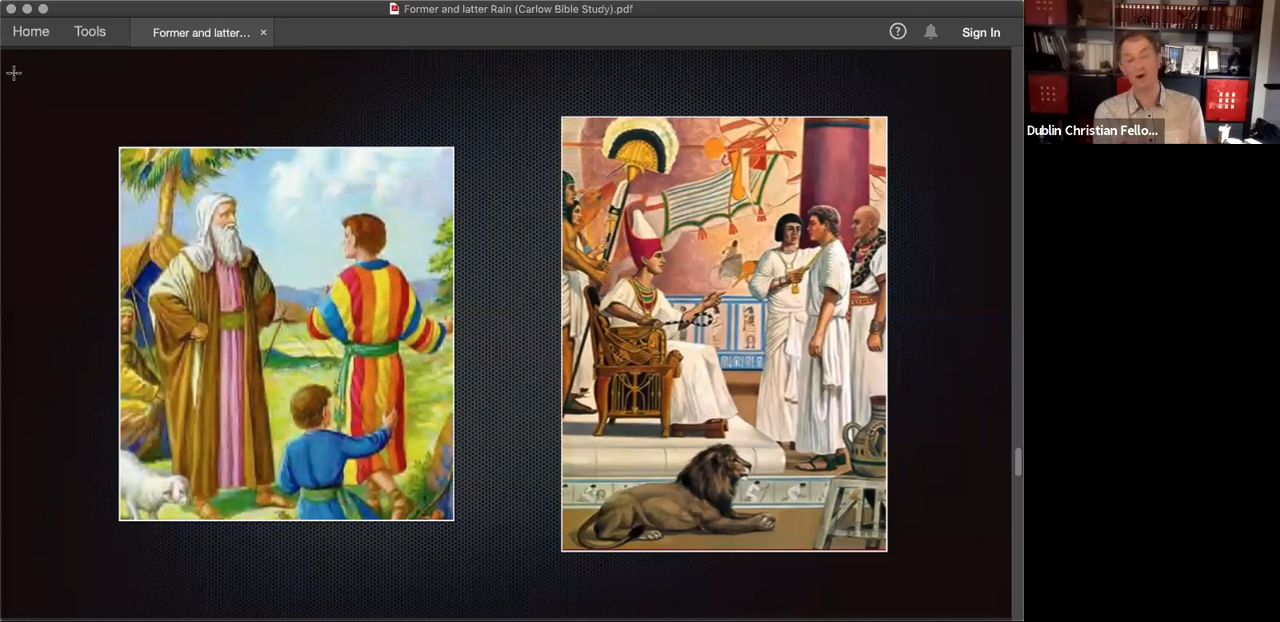 Former and latter Rain (Carlow Bible Study).pdf
Home
Tools
Former and latter...
×
?
Sign In
Dublin Christian Fello...